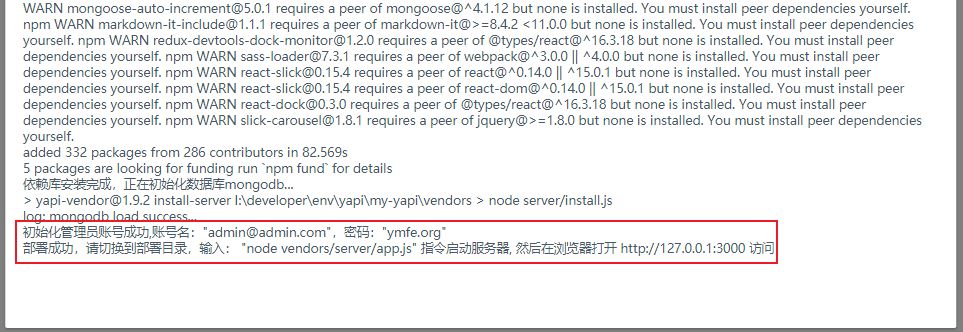 WARN mongoose-auto-increment@5.0.1 requires a peer of mongoose@^4.1.12 but none is installed. You must install peer dependencies yourself.
npm WARN markdown-it-include@1.1.1 requires a peer of markdown-it@>=8.4.2 <11.0.0 but none is installed. You must install peer dependencies
yourself. npm WARN redux-devtools-dock-monitor@1.2.0 requires a peer of @types/react@^16.3.18 but none is installed. You must install peer
dependencies yourself. npm WARN sass-loader@7.3.1 requires a peer of webpack@^3.0.0 || ^4.0.0 but none is installed. You must install peer
dependencies yourself. npm WARN react-slick@0.15.4 requires a peer of react@^0.14.0 || ^15.0.1 but none is installed. You must install peer
dependencies yourself. npm WARN react-slick@0.15.4 requires a peer of react-dom@^0.14.0 || ^15.0.1 but none is installed. You must install peer
dependencies yourself. npm WARN react-dock@0.3.0 requires a peer of @types/react@^16.3.18 but none is installed. You must install peer
dependencies yourself. npm WARN slick-carousel@1.8.1 requires a peer of jquery@>=1.8.0 but none is installed. You must install peer dependencies
yourself.
added 332 packages from 286 contributors in 82.569s
5 packages are looking for funding run `npm fund` for details
依赖库安装完成，正在初始化数据库mongodb...
> yapi-vendor@1.9.2 install-server I:\developer\env\yapi\my-yapi\vendors > node server/install.js
log: mongodb load success...
初始化管理员账号成功,账号名："admin@admin.com"，密码："ymfe.org"
部署成功，请切换到部署目录，输入： "node vendors/server/app.js" 指令启动服务器, 然后在浏览器打开 http://127.0.0.1:3000 访问